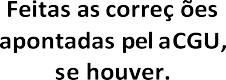 Feitas as correç ões
apontadas pel aCGU,
se houver.